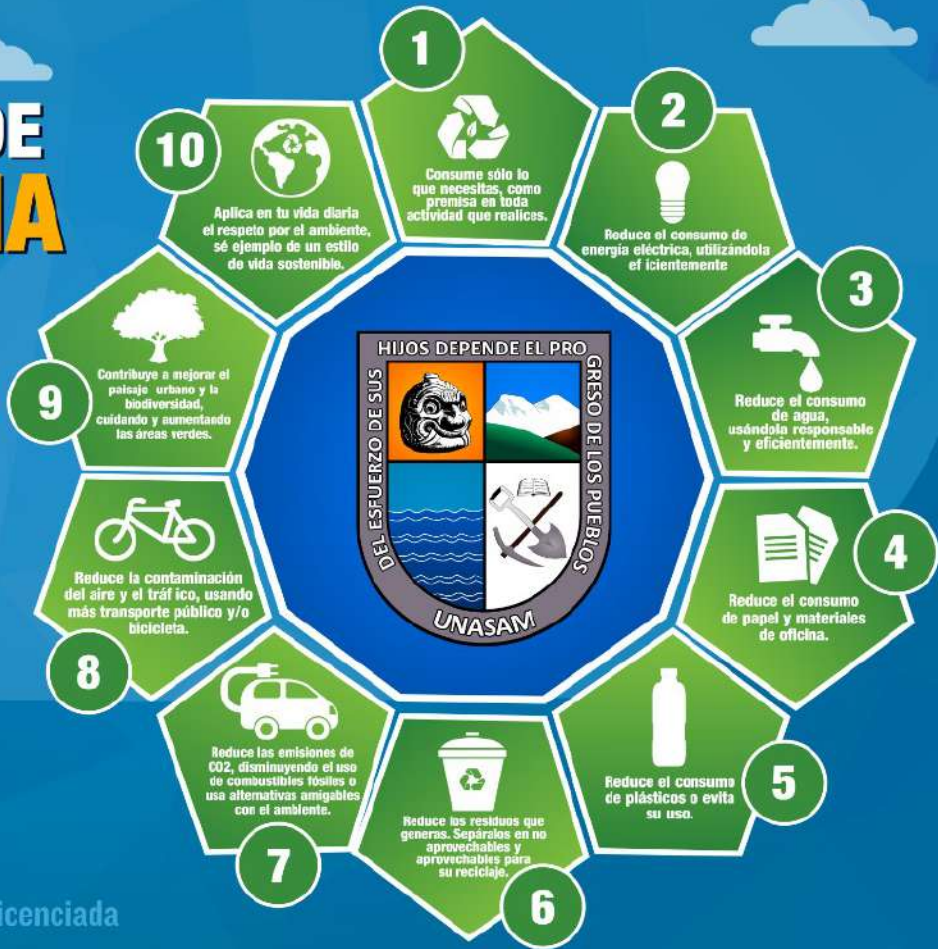 DE
1
Consume sólo lo
que necesitas, como
premisa en toda
actividad que realices.
2
Reduce el consumo de
energía eléctrica, utilizándola
ef icientemente
3
Reduce el consumo
de agua,
usándola responsable
y eficientemente.
4
Reduce el consumo
de papel y materiales
de oficina.
5
Reduce el consumo
de plásticos o evita
su uso.
6
Reduce los residuos que
generas. Sepáralos en no
aprovechables y
aprovechables para
su reciclaje.
7
Reduce las emisiones de
CO2, disminuyendo el uso
de combustibles fósiles o
usa alternativas amigables
con el ambiente.
8
Reduce la contaminación
del aire y el tráf ico, usando
más transporte público y/o
bicicleta.
9
Contribuye a mejorar el
paisaje urbano y la
biodiversidad,
cuidando y aumentando
las áreas verdes.
10
Aplica en tu vida diaria
el respeto por el ambiente,
sé ejemplo de un estilo
de vida sostenible.
DEL ESFUERZO DE SUS
HIJOS DEPENDE EL PRO
GRESO DE LOS PUEBLOS
UNASAM
icenciada